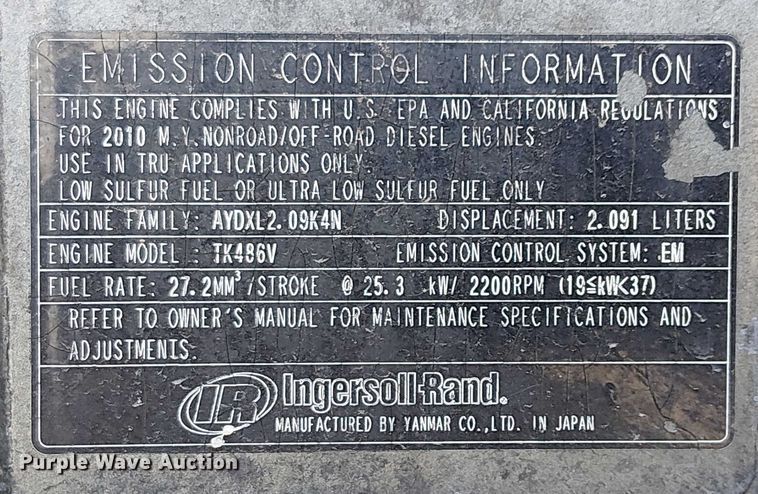 EMISSION CONTROL INFORMATION
THIS ENGINE COMPLIES WITH U.S. EPA AND CALIFORNIA REGULATIONS
FOR 2010 M.Y. NONROAD/OFF-ROAD DIESEL ENGINES.
USE IN TRU APPLICATIONS ONLY.
LOW SULFUR FUEL OR ULTRA LOW SULFUR FUEL ONLY
ENGINE FAMILY: AYDXL2.09K4N DISPLACEMENT: 2.091 LITERS
ENGINE MODEL : TK486V EMISSION CONTROL SYSTEM: EM
FUEL RATE: 27.2MM³/STROKE @ 25.3 kW/ 2200RPM (19≦kW<37)
REFER TO OWNER'S MANUAL FOR MAINTENANCE SPECIFICATIONS AND
ADJUSTMENTS.
IR Ingersoll-Rand®
MANUFACTURED BY YANMAR CO.,LTD. IN JAPAN
Purple Wave Auction